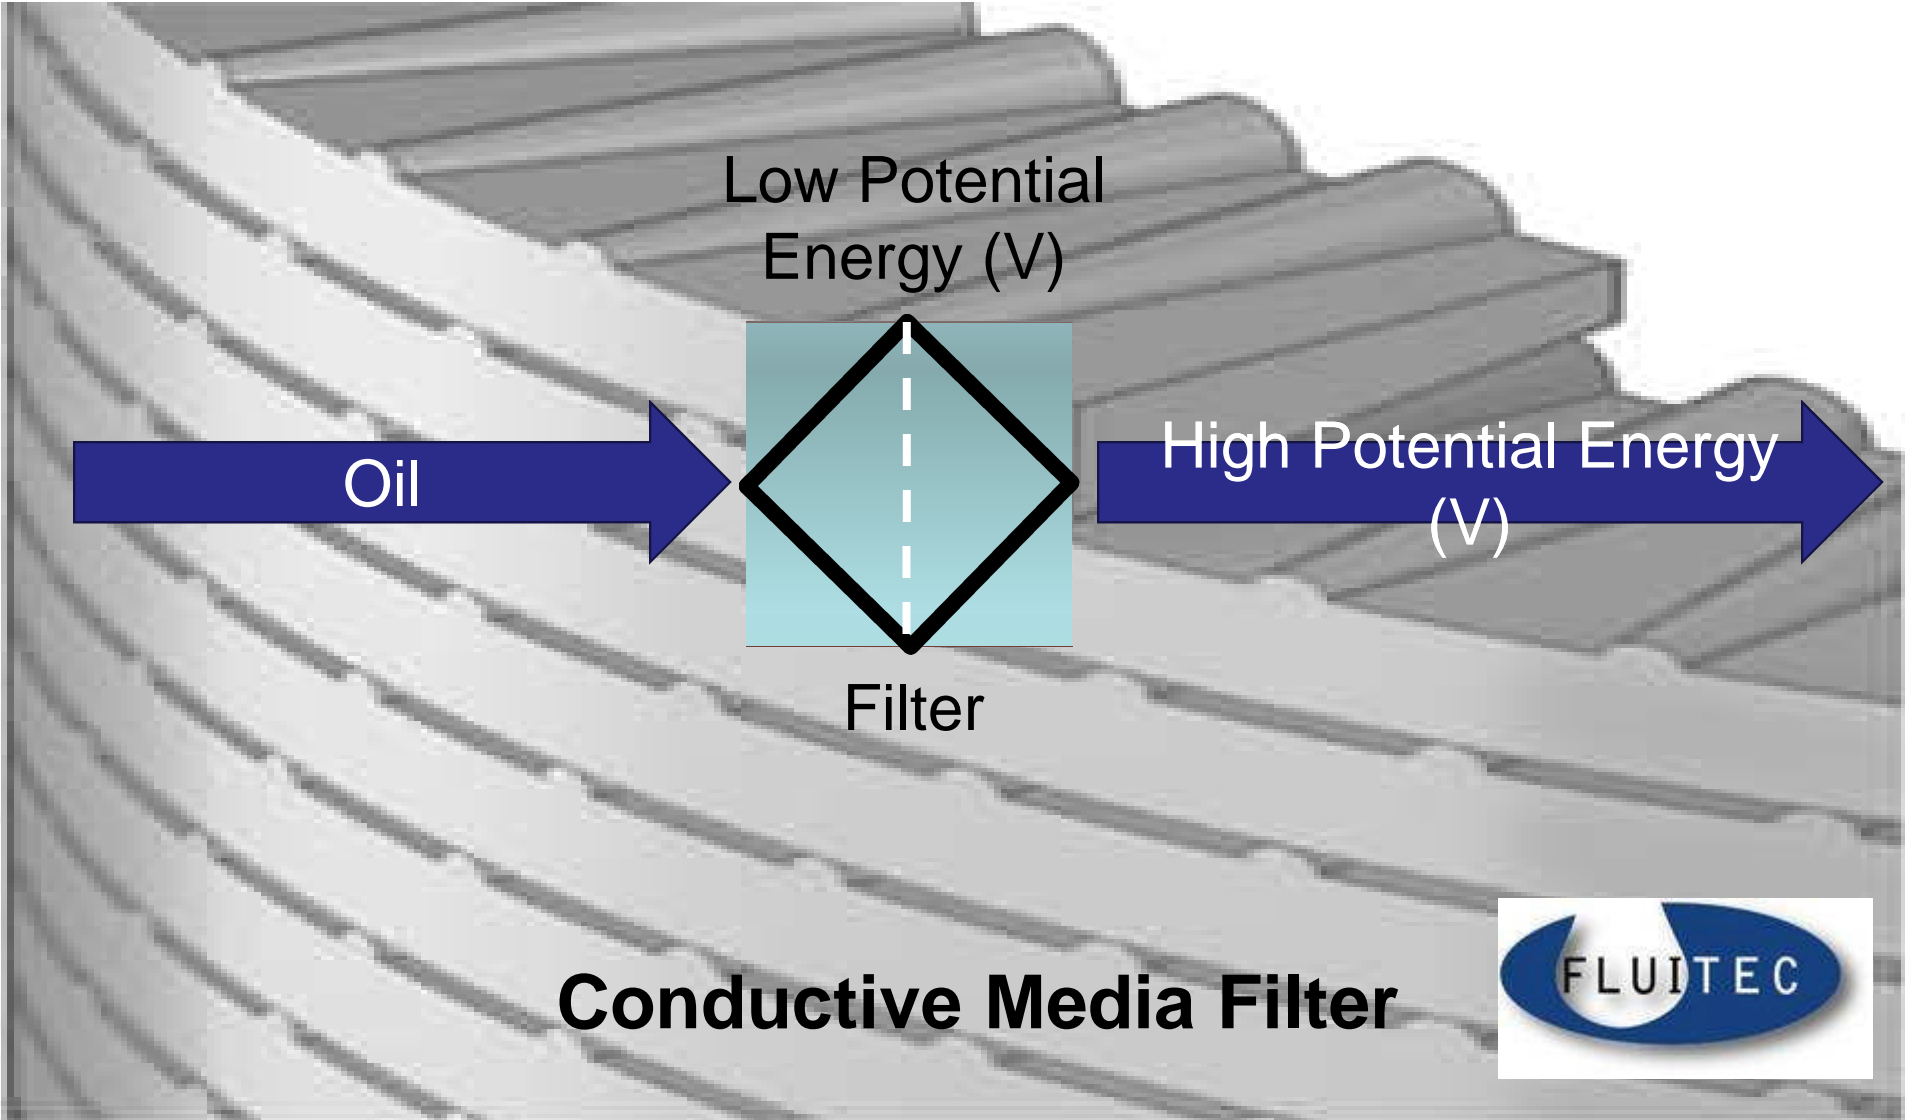 Low Potential
Energy (V)
Oil
High Potential Energy
(V)
Filter
Conductive Media Filter
FLUITEC